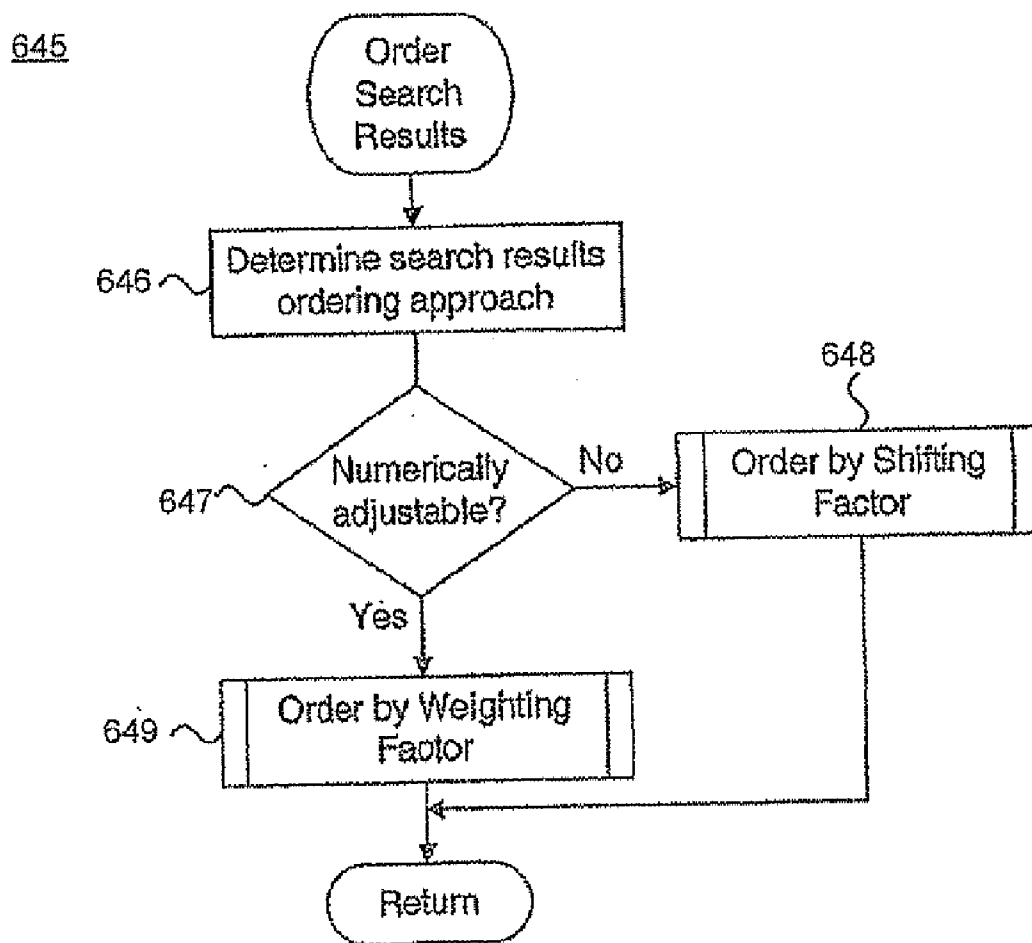 645
Order
Search
Results
646
Determine search results
ordering approach
647
Numerically
adjustable?
No
648
Order by Shifting
Factor
Yes
649
Order by Weighting
Factor
Return